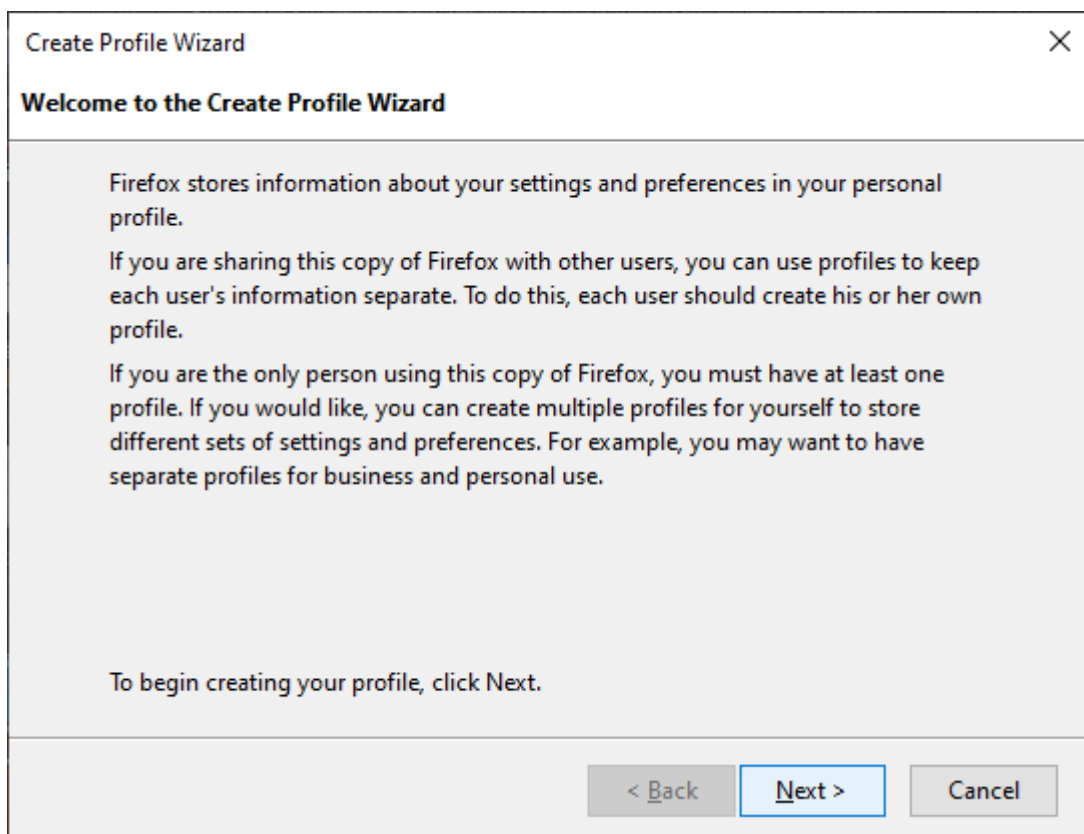 Create Profile Wizard
Welcome to the Create Profile Wizard
Firefox stores information about your settings and preferences in your personal
profile.
If you are sharing this copy of Firefox with other users, you can use profiles to keep
each user's information separate. To do this, each user should create his or her own
profile.
If you are the only person using this copy of Firefox, you must have at least one
profile. If you would like, you can create multiple profiles for yourself to store
different sets of settings and preferences. For example, you may want to have
separate profiles for business and personal use.
To begin creating your profile, click Next.
< Back Next > Cancel